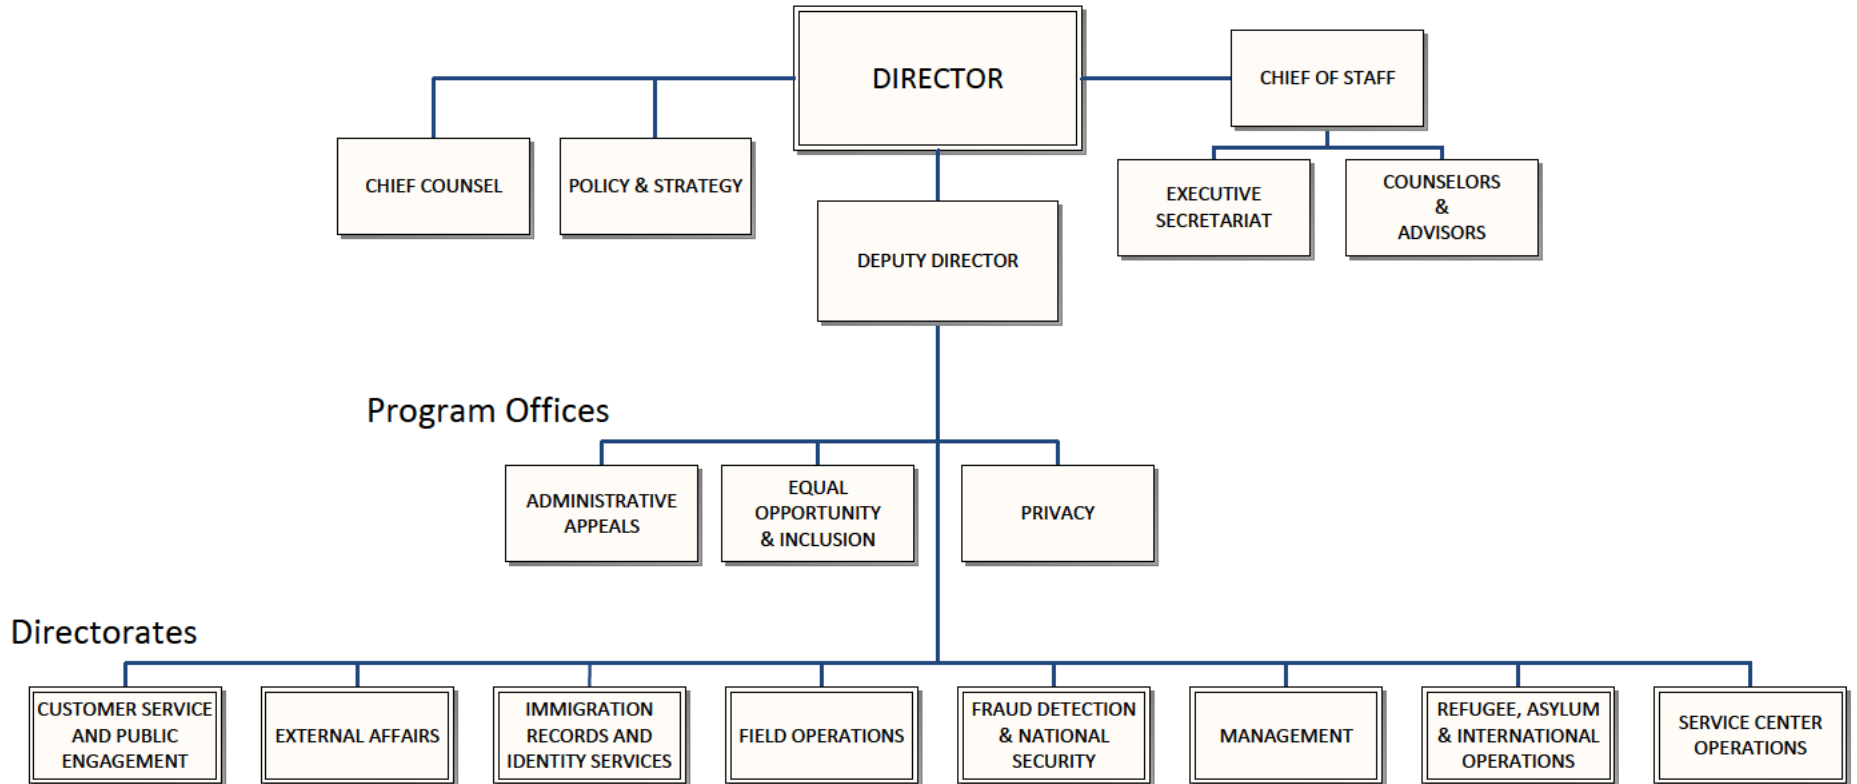 DIRECTOR
CHIEF OF STAFF
CHIEF COUNSEL
POLICY & STRATEGY
EXECUTIVE
SECRETARIAT
COUNSELORS
&
ADVISORS
DEPUTY DIRECTOR
Program Offices
ADMINISTRATIVE
APPEALS
EQUAL
OPPORTUNITY
& INCLUSION
PRIVACY
Directorates
CUSTOMER SERVICE
AND PUBLIC
ENGAGEMENT
EXTERNAL AFFAIRS
IMMIGRATION
RECORDS AND
IDENTITY SERVICES
FIELD OPERATIONS
FRAUD DETECTION
& NATIONAL
SECURITY
MANAGEMENT
REFUGEE, ASYLUM
& INTERNATIONAL
OPERATIONS
SERVICE CENTER
OPERATIONS